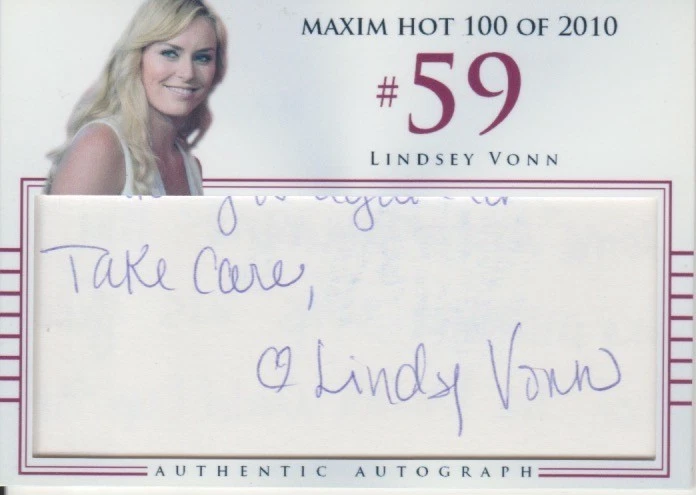 MAXIM HOT 100 OF 2010
#59
LINDSEY VONN
Take Care,
♡ Lindsey Vonn
AUTHENTIC AUTOGRAPH